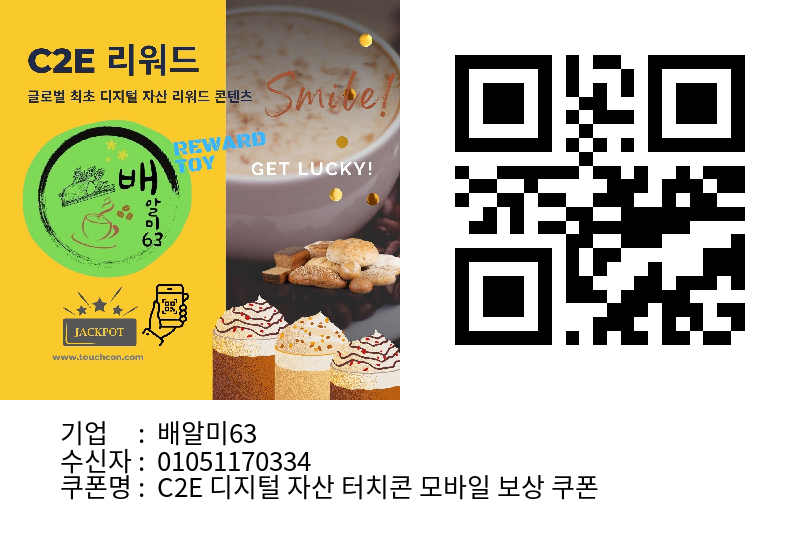 C2E 리워드
글로벌 최초 디지털 자산 리워드 콘텐츠
Smile!
REWARD
TOY
GET LUCKY!
배
알
미
63
JACKPOT
www.touchcon.com
기업 : 배알미63
수신자 : 01051170334
쿠폰명 : C2E 디지털 자산 터치콘 모바일 보상 쿠폰